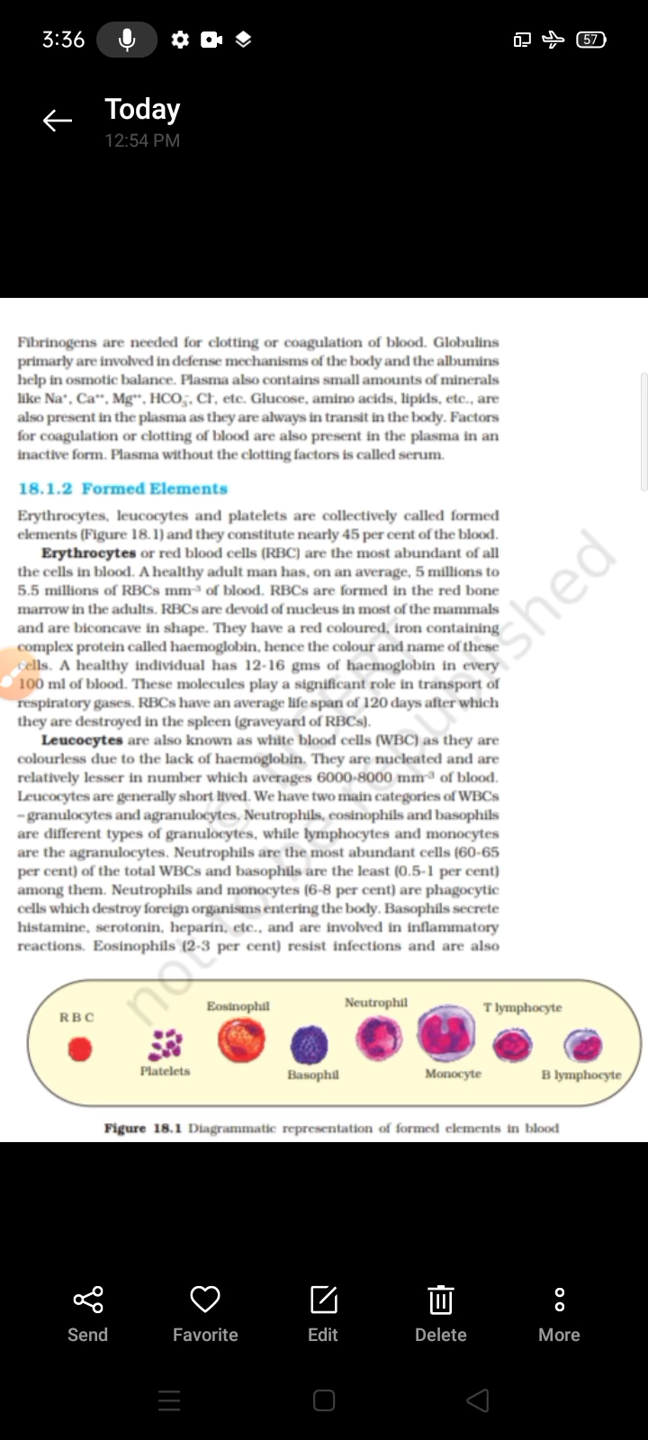 3:36
57
Today
12:54 PM
Fibrinogens are needed for clotting or coagulation of blood. Globulins
primarly are involved in defense mechanisms of the body and the albumins
help in osmotic balance. Plasma also contains small amounts of minerals
like Na⁺, Ca⁺⁺, Mg⁺⁺, HCO₃⁻, Cl⁻, etc. Glucose, amino acids, lipids, etc., are
also present in the plasma as they are always in transit in the body. Factors
for coagulation or clotting of blood are also present in the plasma in an
inactive form. Plasma without the clotting factors is called serum.
18.1.2 Formed Elements
Erythrocytes, leucocytes and platelets are collectively called formed
elements (Figure 18.1) and they constitute nearly 45 per cent of the blood.
Erythrocytes or red blood cells (RBC) are the most abundant of all
the cells in blood. A healthy adult man has, on an average, 5 millions to
5.5 millions of RBCs mm⁻³ of blood. RBCs are formed in the red bone
marrow in the adults. RBCs are devoid of nucleus in most of the mammals
and are biconcave in shape. They have a red coloured, iron containing
complex protein called haemoglobin, hence the colour and name of these
cells. A healthy individual has 12-16 gms of haemoglobin in every
100 ml of blood. These molecules play a significant role in transport of
respiratory gases. RBCs have an average life span of 120 days after which
they are destroyed in the spleen (graveyard of RBCs).
Leucocytes are also known as white blood cells (WBC) as they are
colourless due to the lack of haemoglobin. They are nucleated and are
relatively lesser in number which averages 6000-8000 mm⁻³ of blood.
Leucocytes are generally short lived. We have two main categories of WBCs
– granulocytes and agranulocytes. Neutrophils, eosinophils and basophils
are different types of granulocytes, while lymphocytes and monocytes
are the agranulocytes. Neutrophils are the most abundant cells (60-65
per cent) of the total WBCs and basophils are the least (0.5-1 per cent)
among them. Neutrophils and monocytes (6-8 per cent) are phagocytic
cells which destroy foreign organisms entering the body. Basophils secrete
histamine, serotonin, heparin, etc., and are involved in inflammatory
reactions. Eosinophils (2-3 per cent) resist infections and are also
© NCERT
not to be republished
RBC
Platelets
Eosinophil
Basophil
Neutrophil
Monocyte
T lymphocyte
B lymphocyte
Figure 18.1 Diagrammatic representation of formed elements in blood
Send
Favorite
Edit
Delete
More